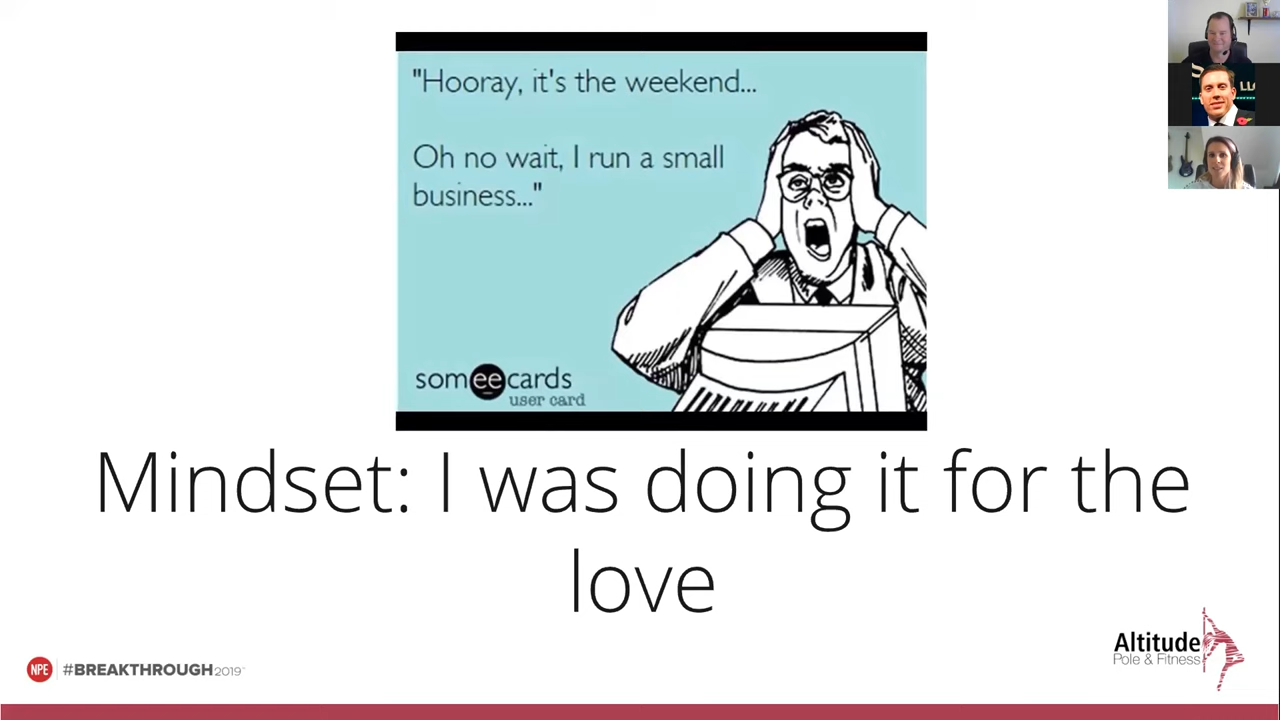 "Hooray, it's the weekend...
Oh no wait, I run a small
business..."
someecards
user card
Mindset: I was doing it for the
love
NPE #BREAKTHROUGH2019
Altitude
Pole & Fitness